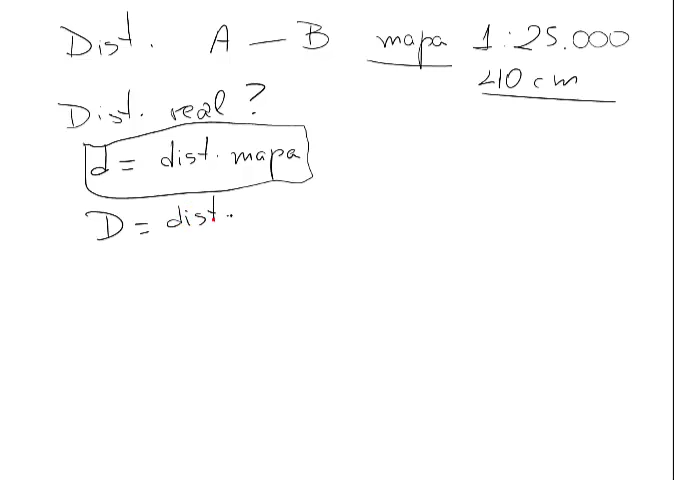 Dist. A — B mapa 1:25.000
40 cm
Dist. real?
d = dist. mapa
D = dist..